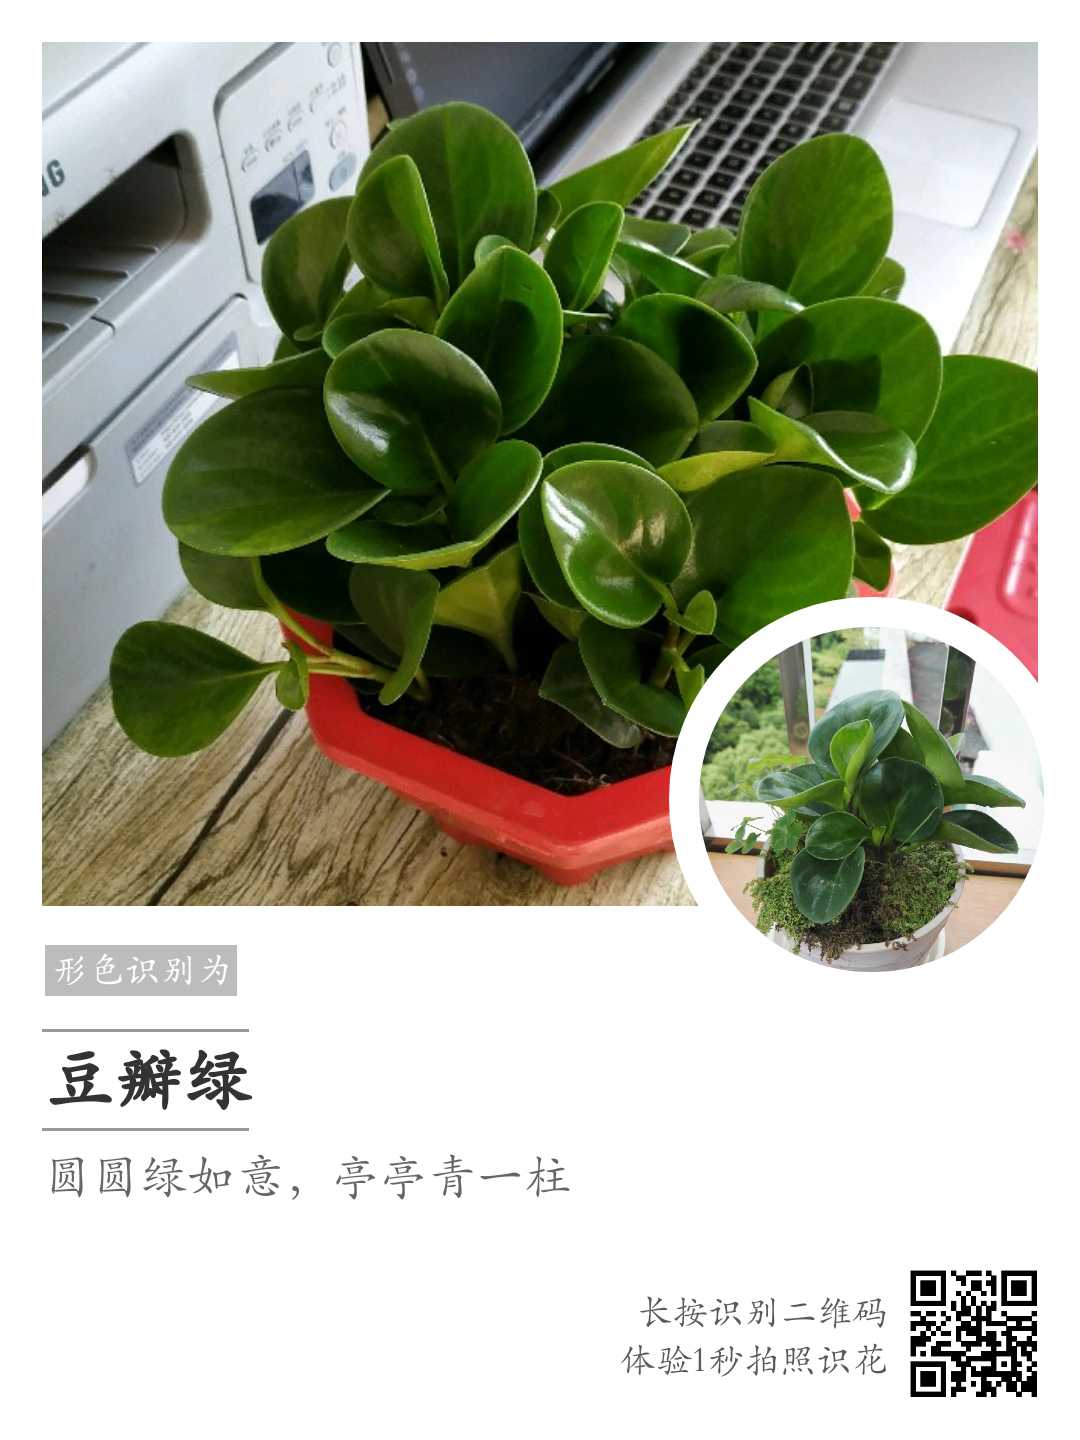 形色识别为
豆瓣绿
圆圆绿如意，亭亭青一柱
长按识别二维码
体验1秒拍照识花